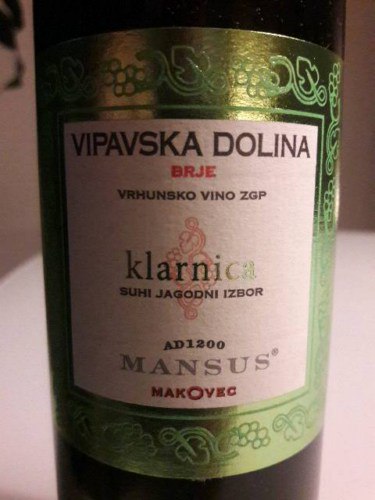 VIPAVSKA DOLINA
BRJE
VRHUNSKO VINO ZGP
klarnica
SUHI JAGODNI IZBOR
AD1200
MANSUS®
MAKOVEC